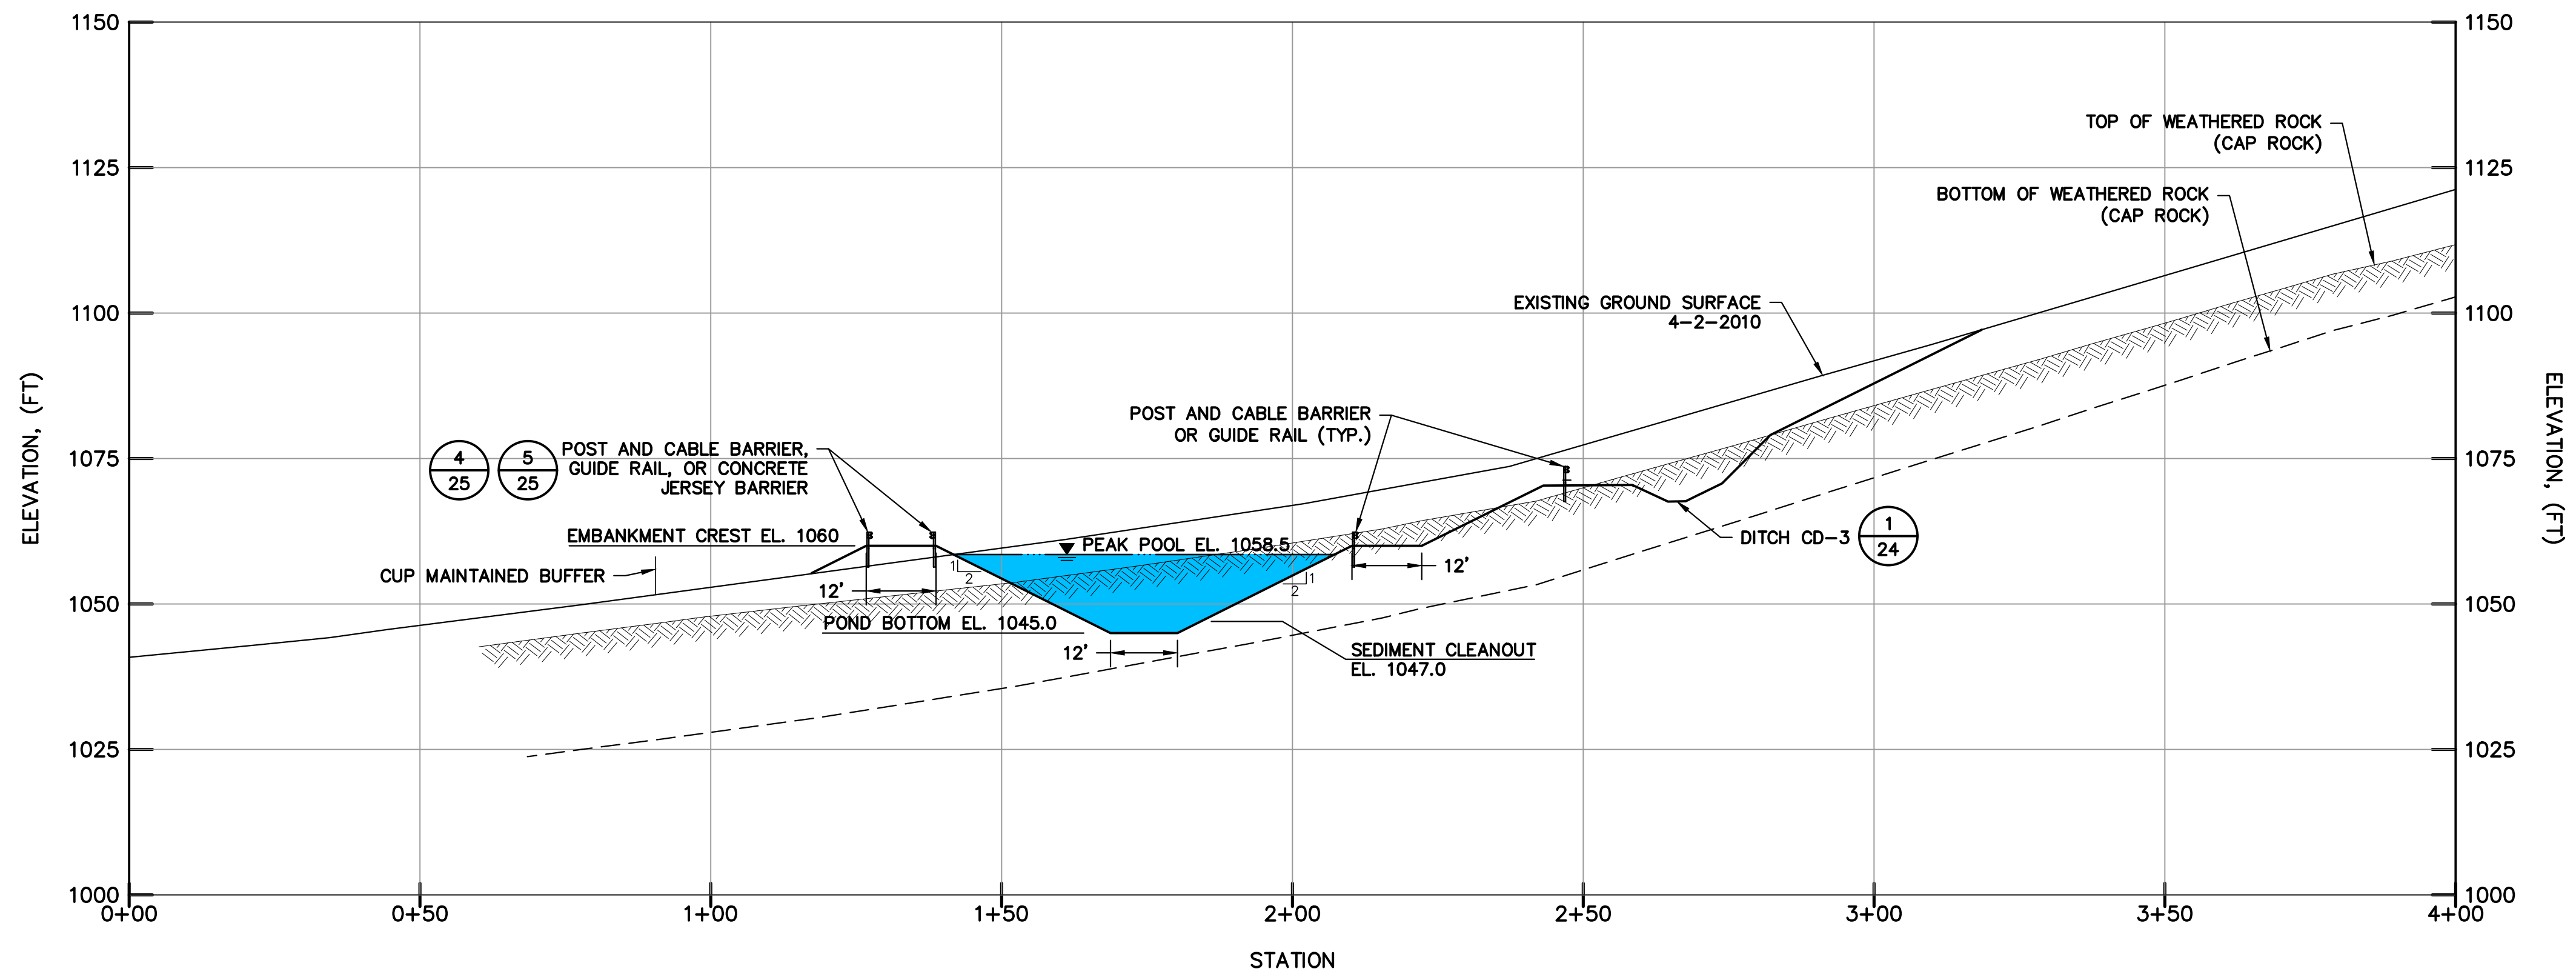 1150
1150
TOP OF WEATHERED ROCK
(CAP ROCK)
1125
1125
BOTTOM OF WEATHERED ROCK
(CAP ROCK)
EXISTING GROUND SURFACE
4-2-2010
1100
1100
ELEVATION, (FT)
ELEVATION, (FT)
POST AND CABLE BARRIER
OR GUIDE RAIL (TYP.)
4
25
5
25
POST AND CABLE BARRIER,
GUIDE RAIL, OR CONCRETE
JERSEY BARRIER
1075
1075
EMBANKMENT CREST EL. 1060
PEAK POOL EL. 1058.5
DITCH CD-3
1
24
CUP MAINTAINED BUFFER
1
2
1
2
12'
12'
1050
1050
POND BOTTOM EL. 1045.0
12'
SEDIMENT CLEANOUT
EL. 1047.0
1025
1025
1000
1000
0+00
0+50
1+00
1+50
2+00
2+50
3+00
3+50
4+00
STATION